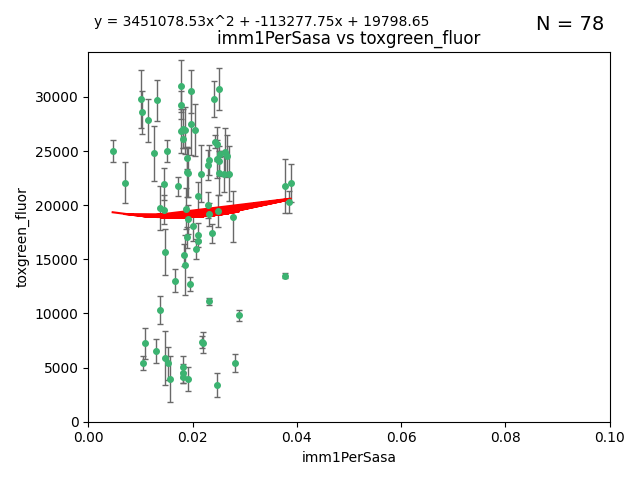 y = 3451078.53x^2 + -113277.75x + 19798.65
N = 78
imm1PerSasa vs toxgreen_fluor
toxgreen_fluor
30000
25000
20000
15000
10000
5000
0
0.00 0.02 0.04 0.06 0.08 0.10
imm1PerSasa